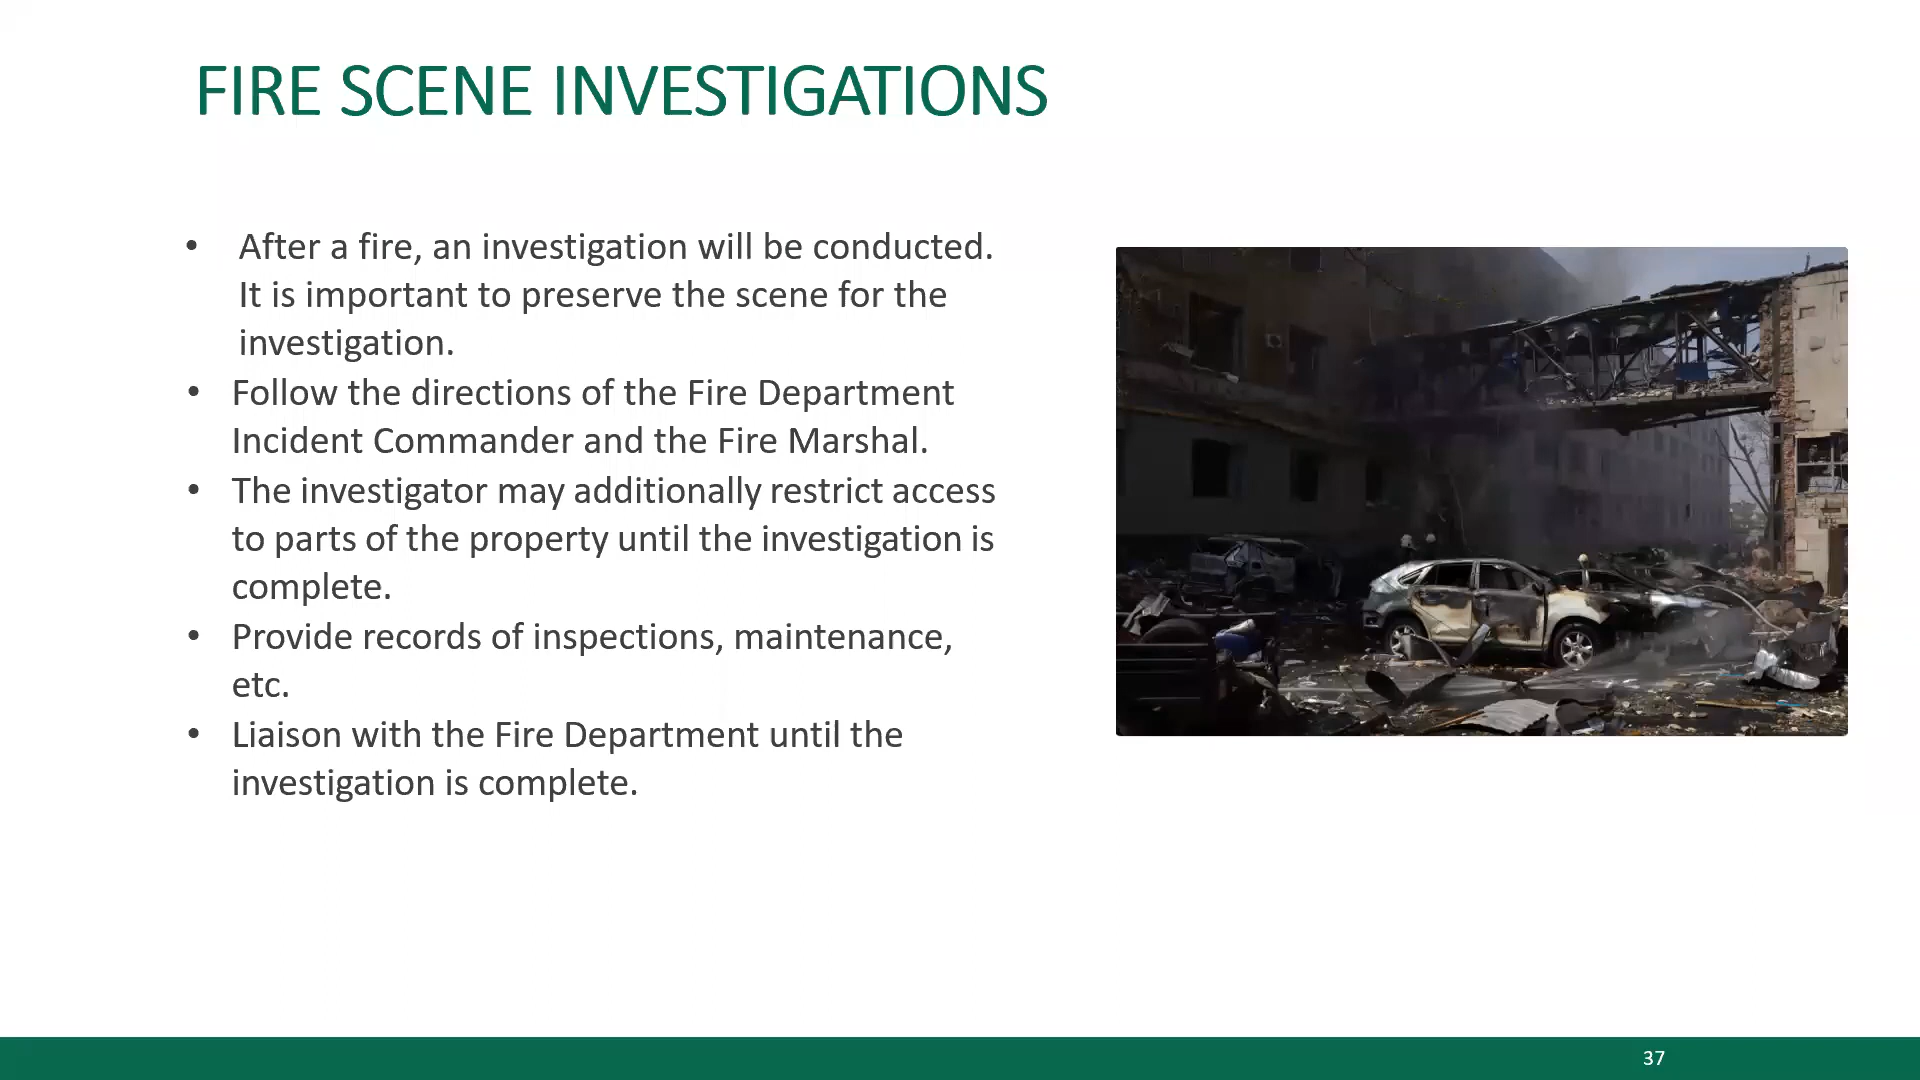 FIRE SCENE INVESTIGATIONS
• After a fire, an investigation will be conducted.
It is important to preserve the scene for the
investigation.
• Follow the directions of the Fire Department
Incident Commander and the Fire Marshal.
• The investigator may additionally restrict access
to parts of the property until the investigation is
complete.
• Provide records of inspections, maintenance,
etc.
• Liaison with the Fire Department until the
investigation is complete.
37